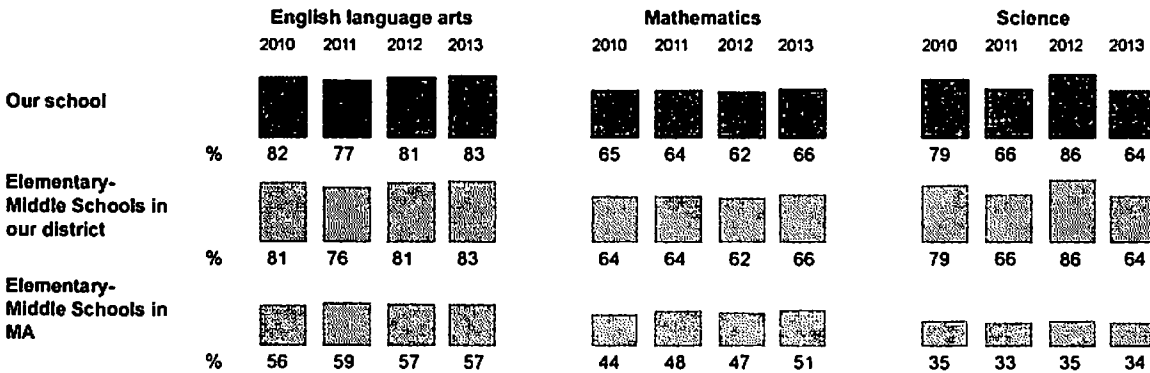 English language arts Mathematics Science
2010 2011 2012 2013 2010 2011 2012 2013 2010 2011 2012 2013
Our school
% 82 77 81 83 65 64 62 66 79 66 86 64
Elementary-
Middle Schools in
our district
% 81 76 81 83 64 64 62 66 79 66 86 64
Elementary-
Middle Schools in
MA
% 56 59 57 57 44 48 47 51 35 33 35 34